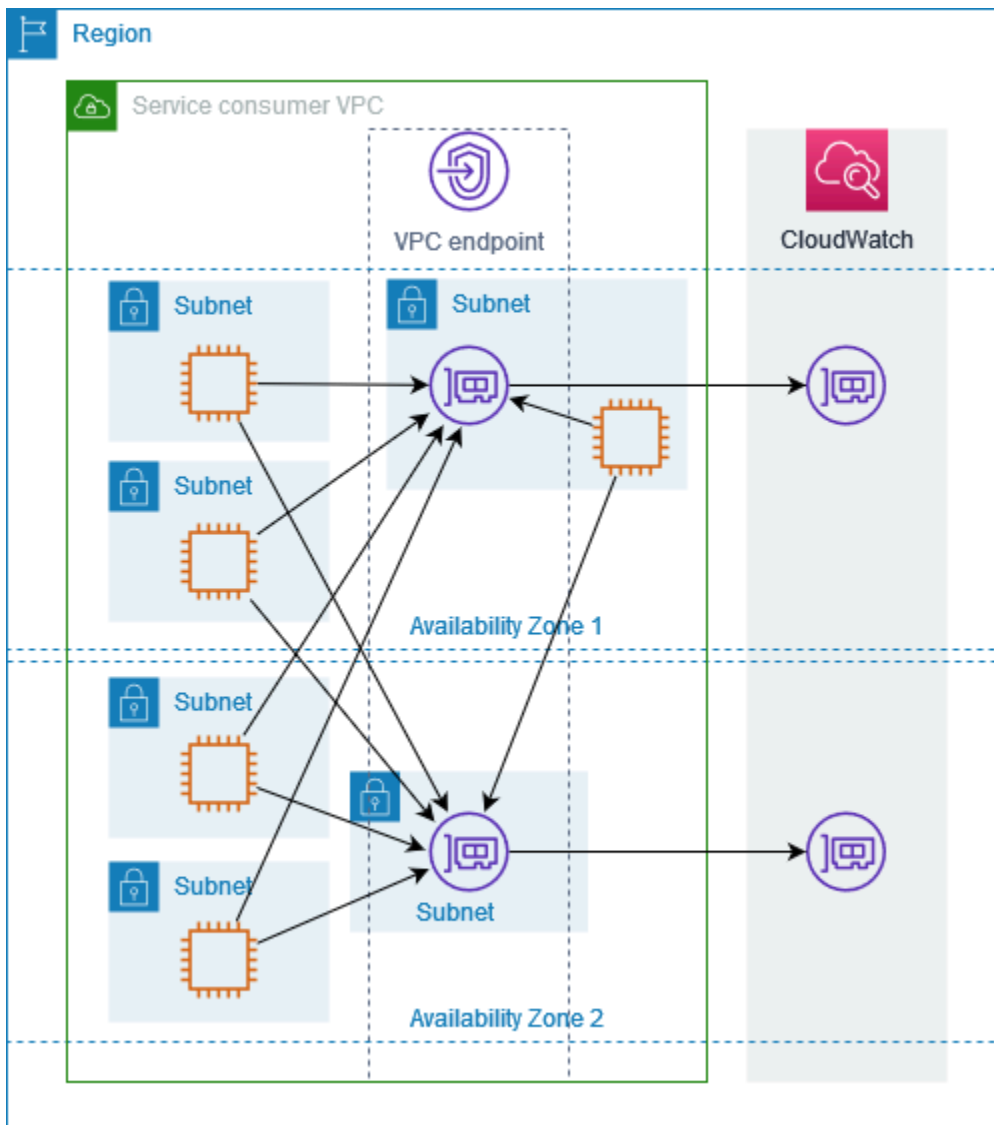 Region
Service consumer VPC
VPC endpoint
CloudWatch
Subnet
Subnet
Subnet
Availability Zone 1
Subnet
Subnet
Subnet
Availability Zone 2